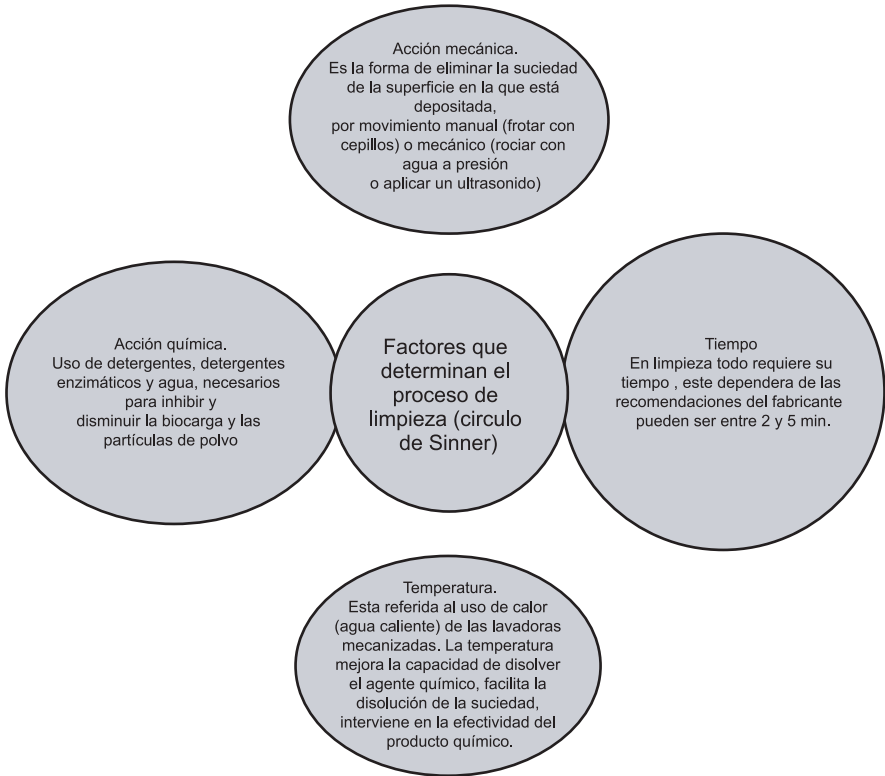 Acción mecánica.
Es la forma de eliminar la suciedad
de la superficie en la que está
depositada,
por movimiento manual (frotar con
cepillos) o mecánico (rociar con
agua a presión
o aplicar un ultrasonido)
Acción química.
Uso de detergentes, detergentes
enzimáticos y agua, necesarios
para inhibir y
disminuir la biocarga y las
partículas de polvo
Factores que
determinan el
proceso de
limpieza (circulo
de Sinner)
Tiempo
En limpieza todo requiere su
tiempo , este dependera de las
recomendaciones del fabricante
pueden ser entre 2 y 5 min.
Temperatura.
Esta referida al uso de calor
(agua caliente) de las lavadoras
mecanizadas. La temperatura
mejora la capacidad de disolver
el agente químico, facilita la
disolución de la suciedad,
interviene en la efectividad del
producto químico.